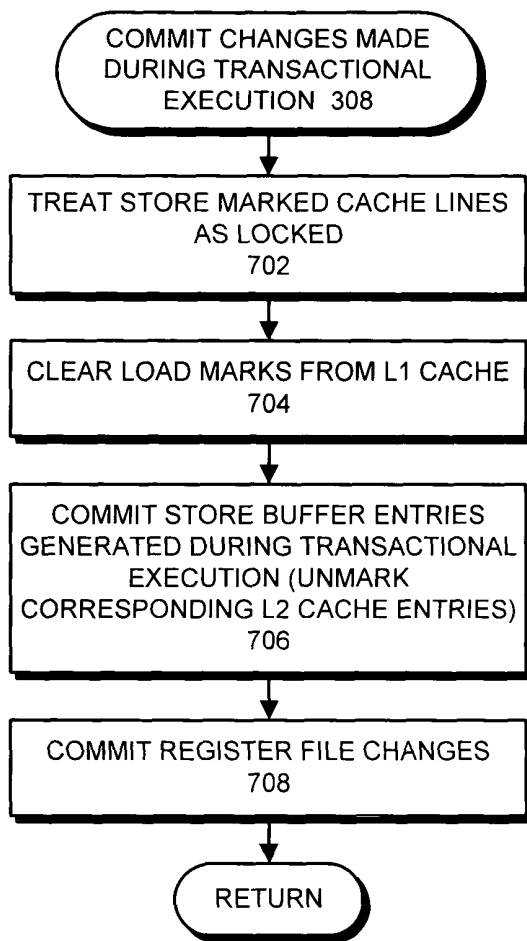 COMMIT CHANGES MADE
DURING TRANSACTIONAL
EXECUTION 308
TREAT STORE MARKED CACHE LINES
AS LOCKED
702
CLEAR LOAD MARKS FROM L1 CACHE
704
COMMIT STORE BUFFER ENTRIES
GENERATED DURING TRANSACTIONAL
EXECUTION (UNMARK
CORRESPONDING L2 CACHE ENTRIES)
706
COMMIT REGISTER FILE CHANGES
708
RETURN